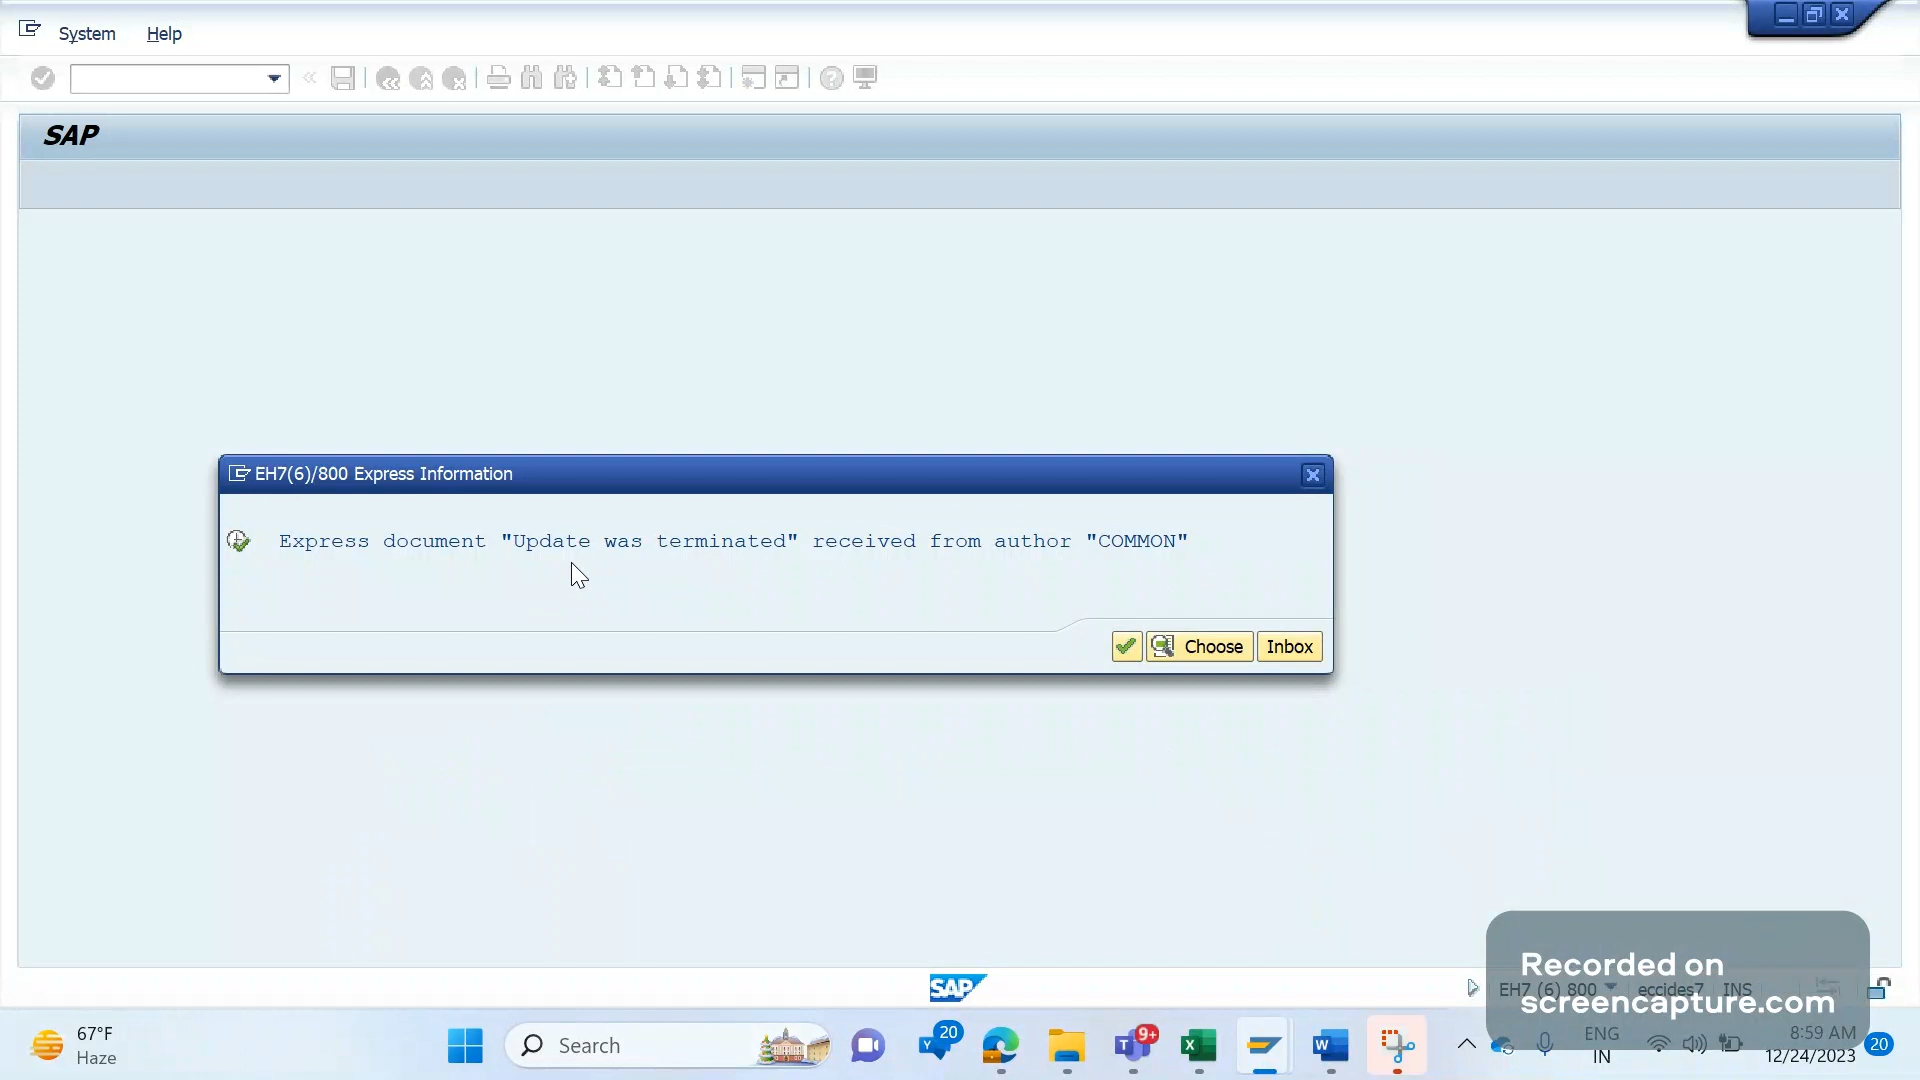 System Help
SAP
EH7(6)/800 Express Information
Express document "Update was terminated" received from author "COMMON"
Choose Inbox
SAP
EH7 (6) 800 eccides7 INS
Recorded on
screencapture.com
67°F
Haze
Search
20
9+
ENG
IN
8:59 AM
12/24/2023
20